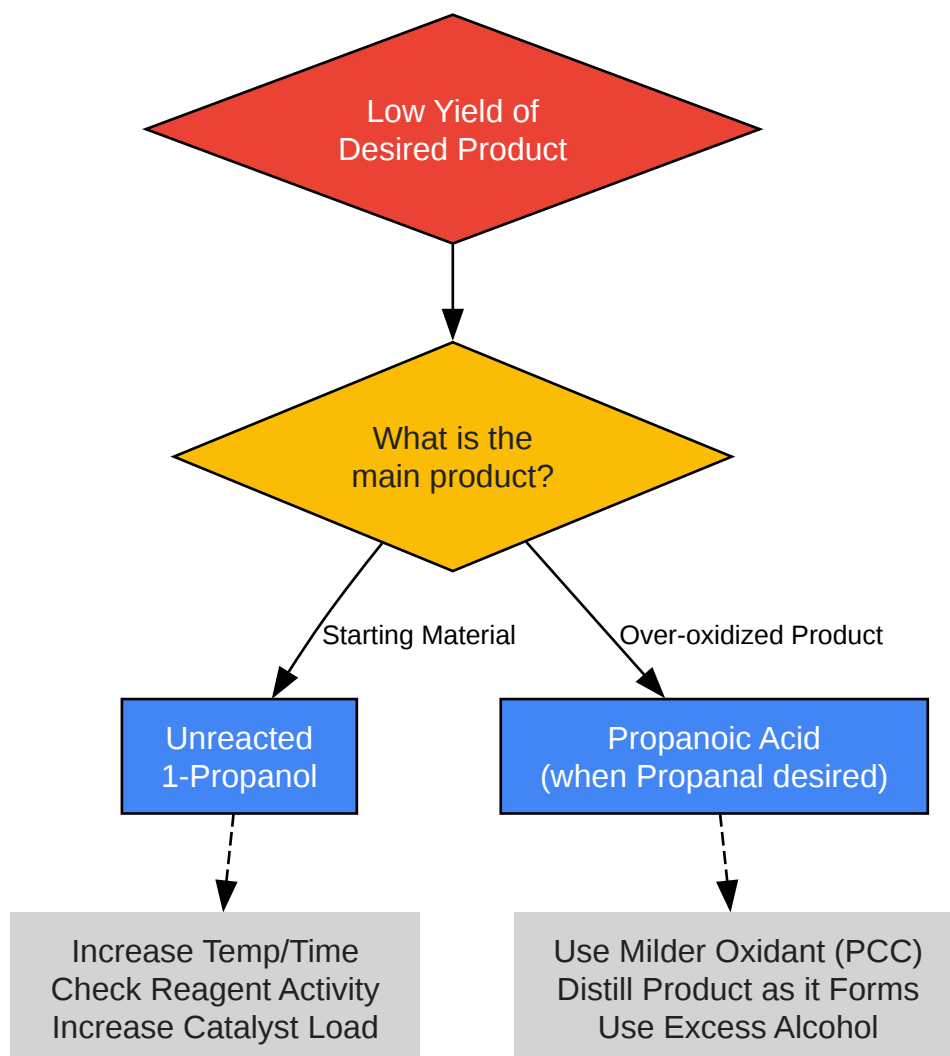 Low Yield of
Desired Product
What is the
main product?
Starting Material
Over-oxidized Product
Unreacted
1-Propanol
Propanoic Acid
(when Propanal desired)
Increase Temp/Time
Check Reagent Activity
Increase Catalyst Load
Use Milder Oxidant (PCC)
Distill Product as it Forms
Use Excess Alcohol